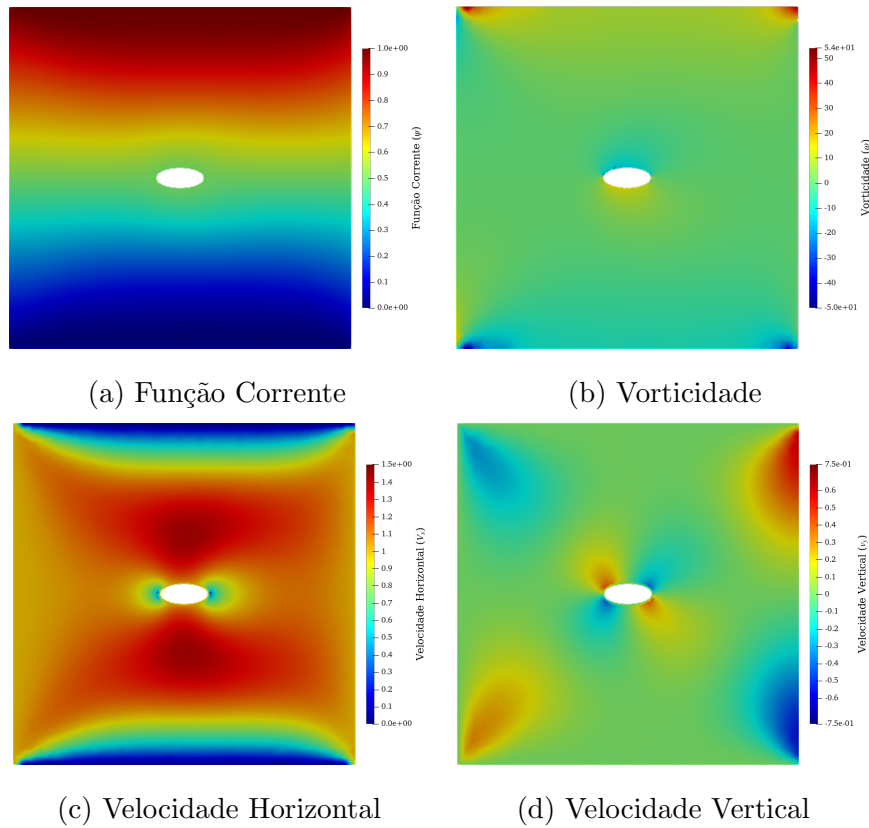 1.0e+00
0.9
0.8
0.7
0.6
0.5
0.4
0.3
0.2
0.1
0.0e+00
Função Corrente (ψ)
5.4e+01
50
40
30
20
10
0
-10
-20
-30
-40
-5.0e+01
Vorticidade (ω)
(a) Função Corrente
(b) Vorticidade
1.5e+00
1.4
1.3
1.2
1.1
1
0.9
0.8
0.7
0.6
0.5
0.4
0.3
0.2
0.1
0.0e+00
Velocidade Horizontal
7.5e-01
0.6
0.5
0.4
0.3
0.2
0.1
0
-0.1
-0.2
-0.3
-0.4
-0.5
-0.6
-7.5e-01
Velocidade Vertical
(c) Velocidade Horizontal
(d) Velocidade Vertical